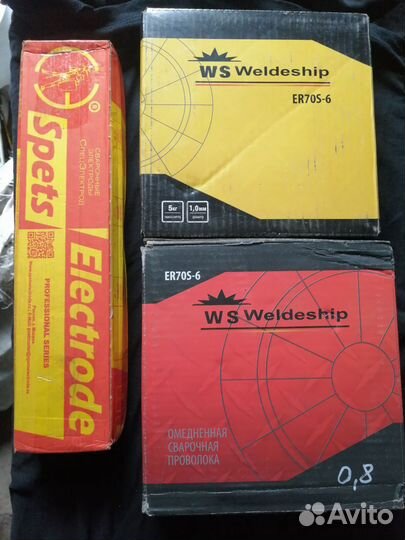 Spets Electrode
®
СВАРОЧНЫЕ
ЭЛЕКТРОДЫ
СПЕЦЭЛЕКТРОД
PROFESSIONAL SERIES
WS Weldeship
ER70S-6
5кг
1,0мм
ER70S-6
WS Weldeship
ОМЕДНЕННАЯ
СВАРОЧНАЯ
ПРОВОЛОКА
0,8
Avito